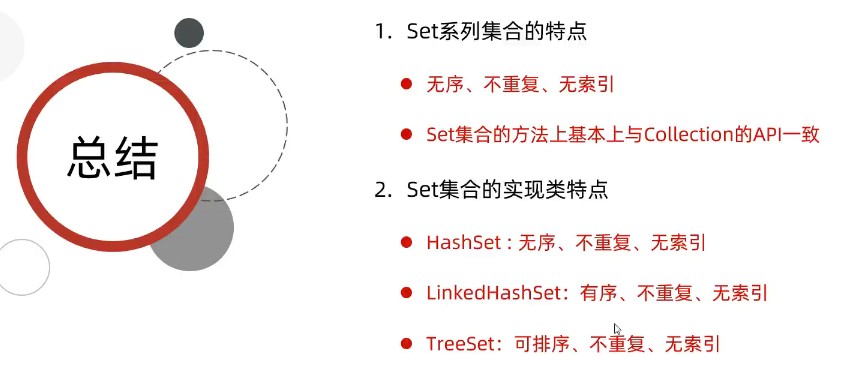 总结
1. Set系列集合的特点
无序、不重复、无索引
Set集合的方法上基本上与Collection的API一致
2. Set集合的实现类特点
HashSet : 无序、不重复、无索引
LinkedHashSet：有序、不重复、无索引
TreeSet：可排序、不重复、无索引